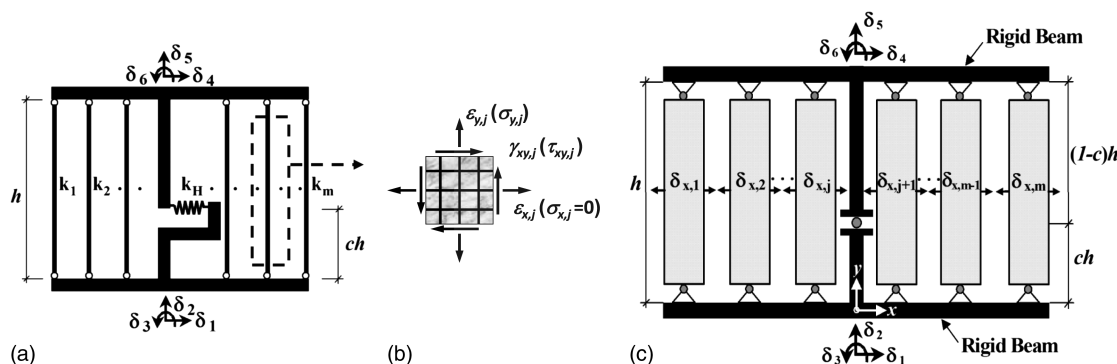 δ5
δ6 δ4
h
k1 k2 · · kH · · · km
ch
δ2
δ3 δ1
(a)
εy,j (σy,j)
γxy,j (τxy,j)
εx,j (σx,j=0)
(b)
δ5
δ6 δ4
Rigid Beam
h
(1-c)h
δx,1 δx,2 ··· δx,j δx,j+1 ··· δx,m-1 δx,m
ch
y
x
δ2
δ3 δ1
Rigid Beam
(c)